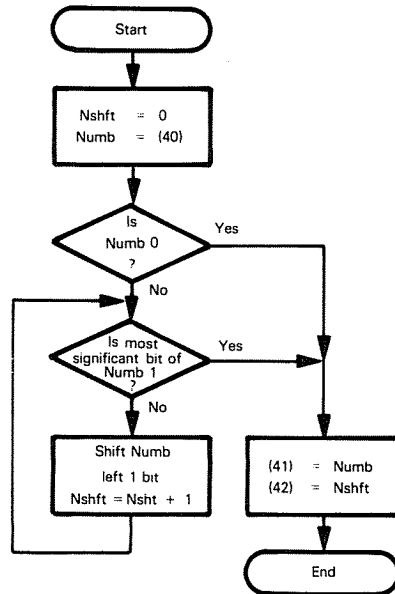 Start
Nshft = 0
Numb = (40)
Is
Numb 0
?
Yes
No
Is most
significant bit of
Numb 1
?
Yes
No
Shift Numb
left 1 bit
Nshft = Nsht + 1
(41) = Numb
(42) = Nshft
End